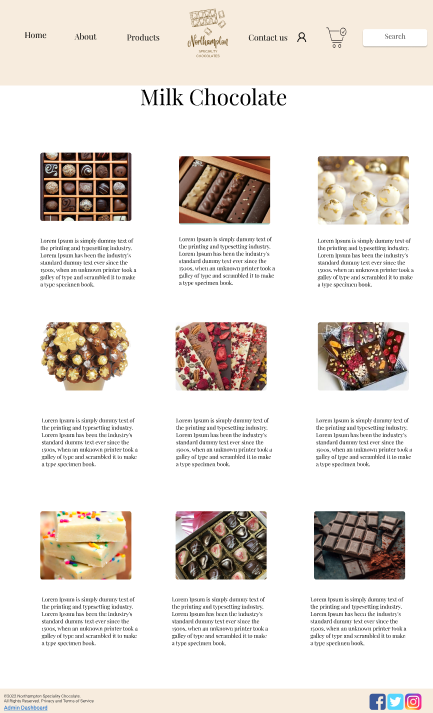 Home
About
Products
Northampton
SPECIALTY
CHOCOLATES
Contact us
Search
Milk Chocolate
Lorem Ipsum is simply dummy text of
the printing and typesetting industry.
Lorem Ipsum has been the industry's
standard dummy text ever since the
1500s, when an unknown printer took a
galley of type and scrambled it to make
a type specimen book.
Lorem Ipsum is simply dummy text of
the printing and typesetting industry.
Lorem Ipsum has been the industry's
standard dummy text ever since the
1500s, when an unknown printer took a
galley of type and scrambled it to make
a type specimen book.
Lorem Ipsum is simply dummy text of
the printing and typesetting industry.
Lorem Ipsum has been the industry's
standard dummy text ever since the
1500s, when an unknown printer took a
galley of type and scrambled it to make
a type specimen book.
Lorem Ipsum is simply dummy text of
the printing and typesetting industry.
Lorem Ipsum has been the industry's
standard dummy text ever since the
1500s, when an unknown printer took a
galley of type and scrambled it to make
a type specimen book.
Lorem Ipsum is simply dummy text of
the printing and typesetting industry.
Lorem Ipsum has been the industry's
standard dummy text ever since the
1500s, when an unknown printer took a
galley of type and scrambled it to make
a type specimen book.
Lorem Ipsum is simply dummy text of
the printing and typesetting industry.
Lorem Ipsum has been the industry's
standard dummy text ever since the
1500s, when an unknown printer took a
galley of type and scrambled it to make
a type specimen book.
Lorem Ipsum is simply dummy text of
the printing and typesetting industry.
Lorem Ipsum has been the industry's
standard dummy text ever since the
1500s, when an unknown printer took a
galley of type and scrambled it to make
a type specimen book.
Lorem Ipsum is simply dummy text of
the printing and typesetting industry.
Lorem Ipsum has been the industry's
standard dummy text ever since the
1500s, when an unknown printer took a
galley of type and scrambled it to make
a type specimen book.
Lorem Ipsum is simply dummy text of
the printing and typesetting industry.
Lorem Ipsum has been the industry's
standard dummy text ever since the
1500s, when an unknown printer took a
galley of type and scrambled it to make
a type specimen book.
©2023 Northampton Speciality Chocolate.
All Rights Reserved. Privacy and Terms of Service
Admin Dashboard